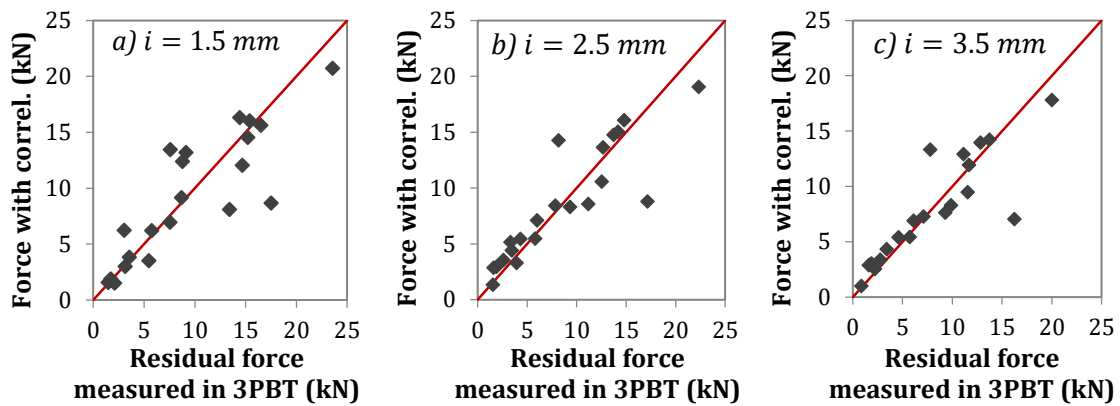 Force with correl. (kN)
25
20
15
10
5
0
a) i = 1.5 mm
0 5 10 15 20 25
Residual force
measured in 3PBT (kN)
Force with correl. (kN)
25
20
15
10
5
0
b) i = 2.5 mm
0 5 10 15 20 25
Residual force
measured in 3PBT (kN)
Force with correl. (kN)
25
20
15
10
5
0
c) i = 3.5 mm
0 5 10 15 20 25
Residual force
measured in 3PBT (kN)